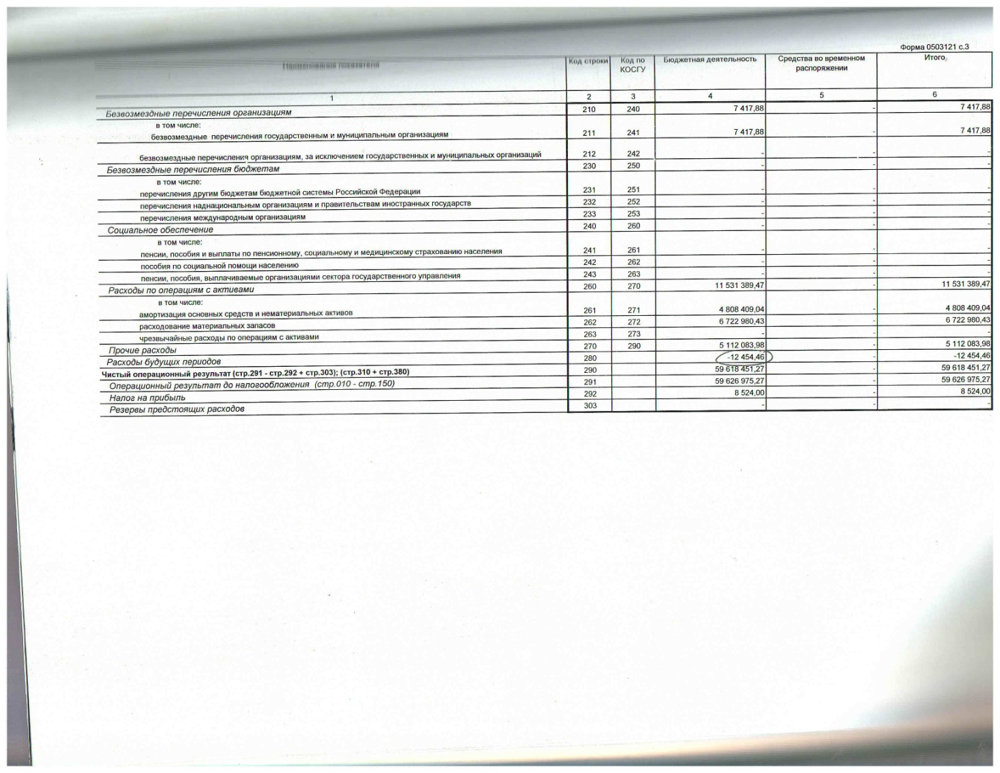 Форма 0503121 с.3
Наименование показателя Код строки Код по КОСГУ Бюджетная деятельность Средства во временном распоряжении Итого
1 2 3 4 5 6
Безвозмездные перечисления организациям 210 240 7 417,88 - 7 417,88
в том числе:
безвозмездные перечисления государственным и муниципальным организациям 211 241 7 417,88 - 7 417,88
безвозмездные перечисления организациям, за исключением государственных и муниципальных организаций 212 242 - - -
Безвозмездные перечисления бюджетам 230 250 - - -
в том числе:
перечисления другим бюджетам бюджетной системы Российской Федерации 231 251 - - -
перечисления наднациональным организациям и правительствам иностранных государств 232 252 - - -
перечисления международным организациям 233 253 - - -
Социальное обеспечение 240 260 - - -
в том числе:
пенсии, пособия и выплаты по пенсионному, социальному и медицинскому страхованию населения 241 261 - - -
пособия по социальной помощи населению 242 262 - - -
пенсии, пособия, выплачиваемые организациями сектора государственного управления 243 263 - - -
Расходы по операциям с активами 260 270 11 531 389,47 - 11 531 389,47
в том числе:
амортизация основных средств и нематериальных активов 261 271 4 808 409,04 - 4 808 409,04
расходование материальных запасов 262 272 6 722 980,43 - 6 722 980,43
чрезвычайные расходы по операциям с активами 263 273 - - -
Прочие расходы 270 290 5 112 083,98 - 5 112 083,98
Расходы будущих периодов 280 -12 454,46 - -12 454,46
Чистый операционный результат (стр.291 - стр.292 + стр.303); (стр.310 + стр.380) 290 59 618 451,27 - 59 618 451,27
Операционный результат до налогообложения (стр.010 - стр.150) 291 59 626 975,27 - 59 626 975,27
Налог на прибыль 292 8 524,00 - 8 524,00
Резервы предстоящих расходов 303 - - -